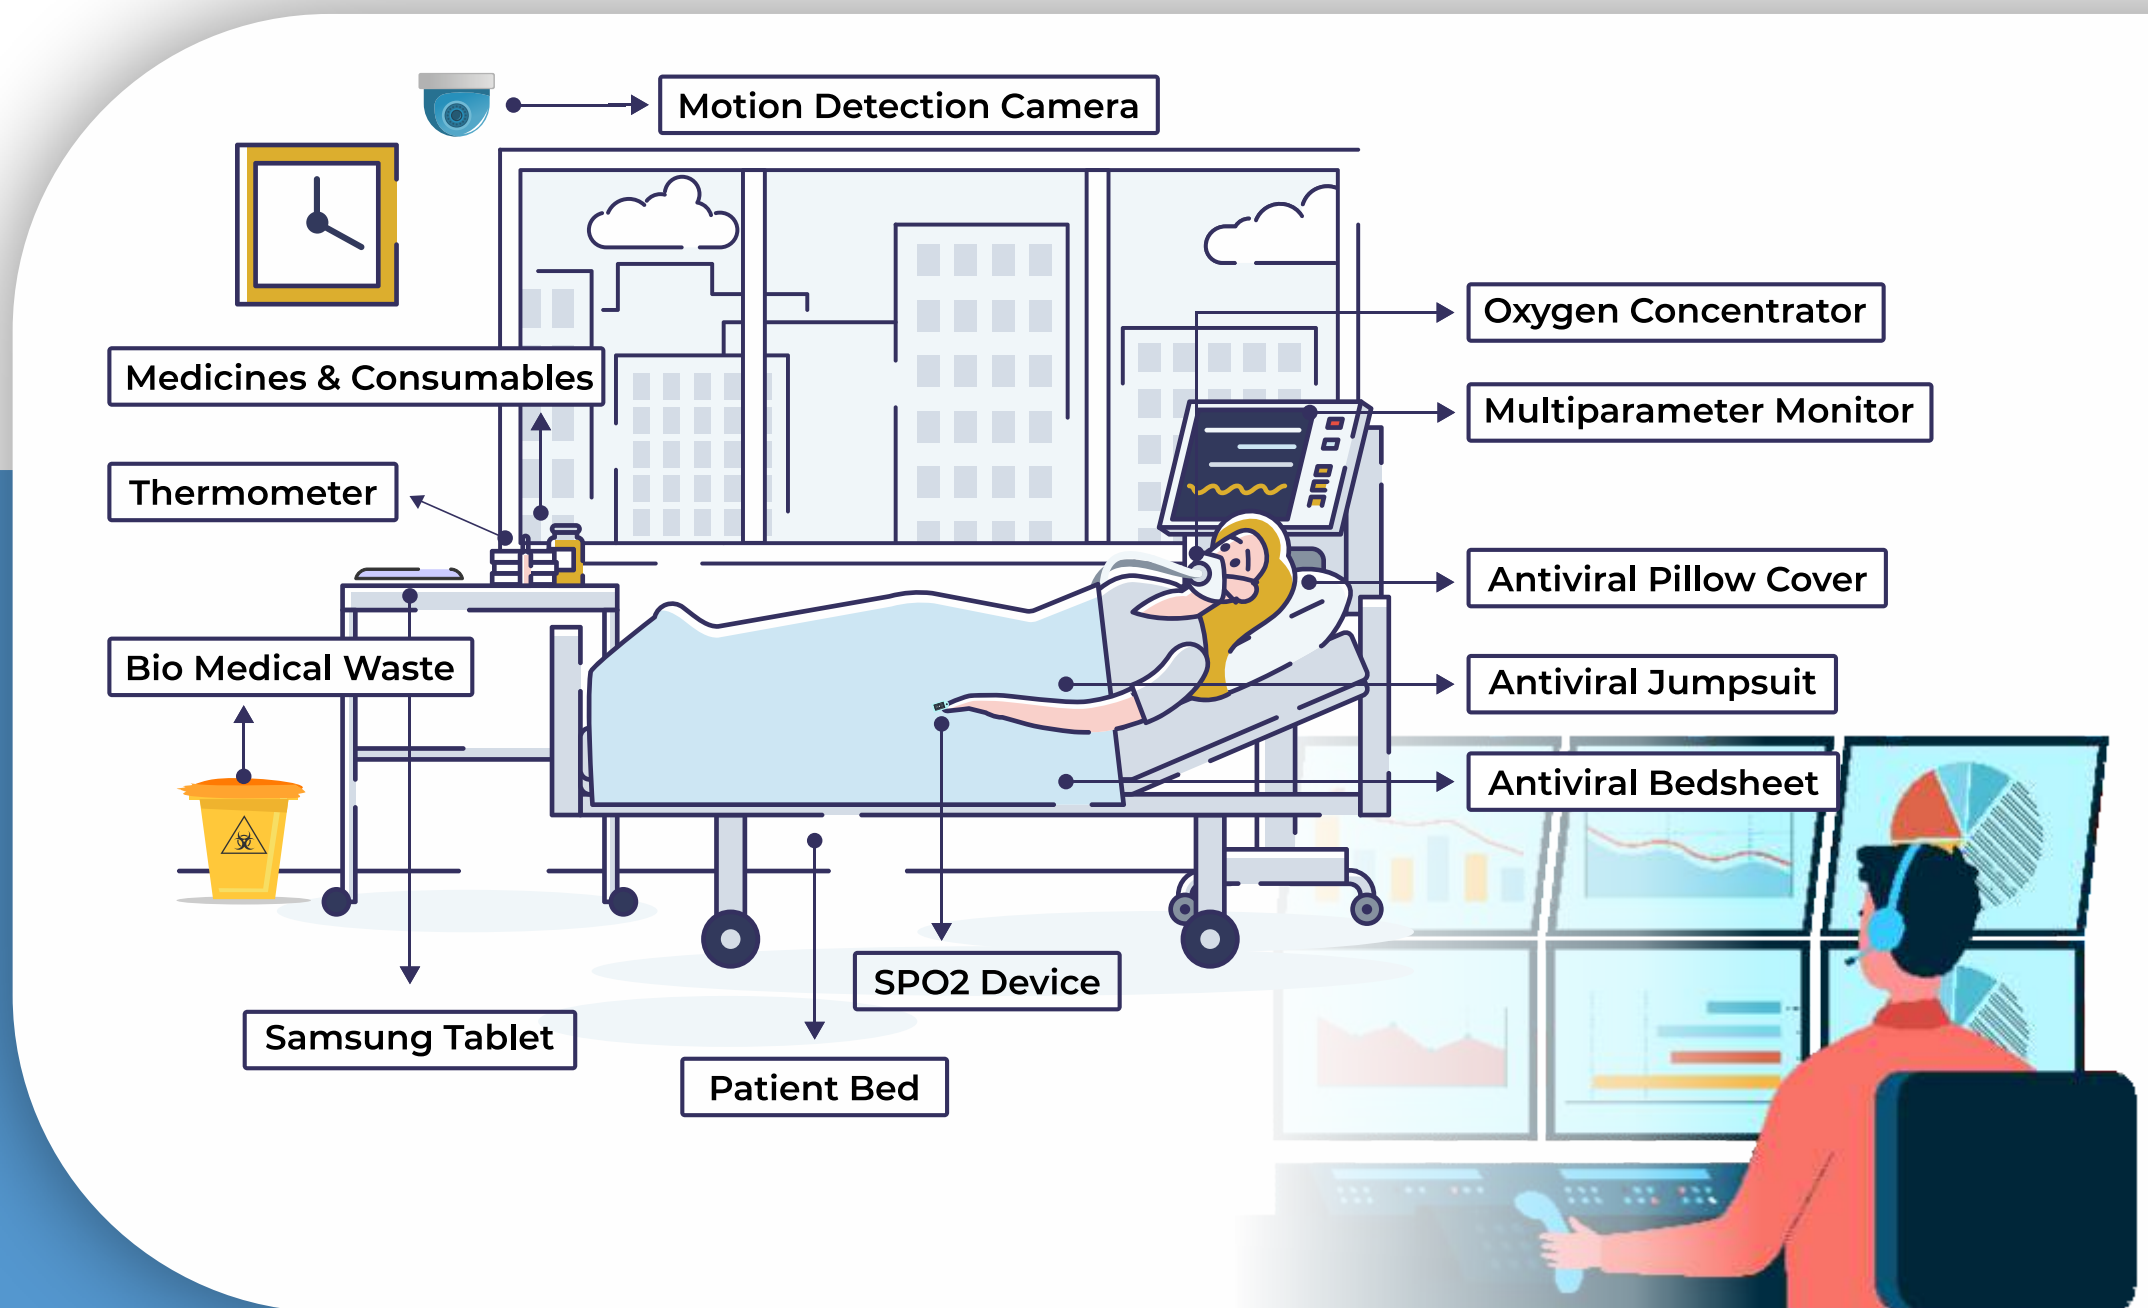 Motion Detection Camera
Oxygen Concentrator
Medicines & Consumables
Multiparameter Monitor
Thermometer
Antiviral Pillow Cover
Bio Medical Waste
Antiviral Jumpsuit
Antiviral Bedsheet
SPO2 Device
Samsung Tablet
Patient Bed